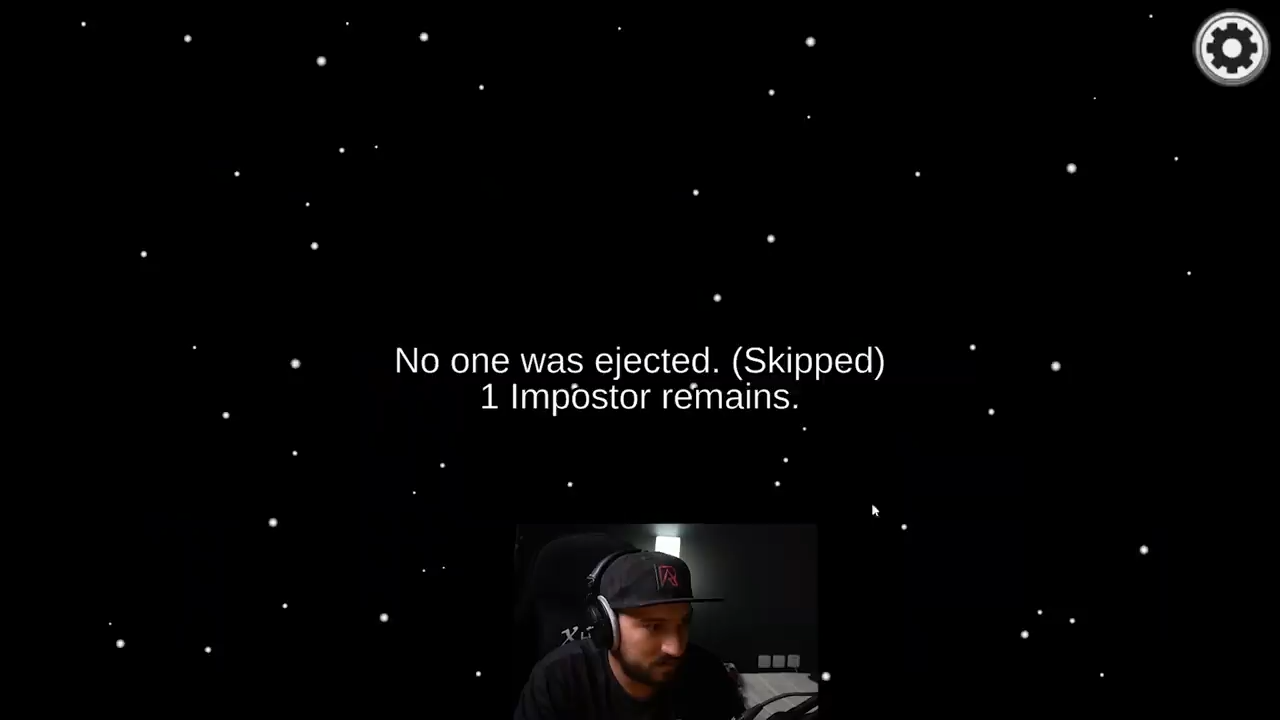 No one was ejected. (Skipped)
1 Impostor remains.